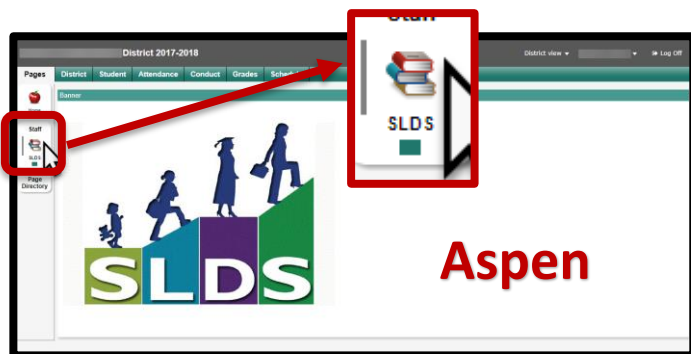 District 2017-2018
District view
Log Off
Pages
District Student Attendance Conduct Grades
Banner
Staff
SLDS
Page
Directory
Staff
SLDS
SLDS
Aspen